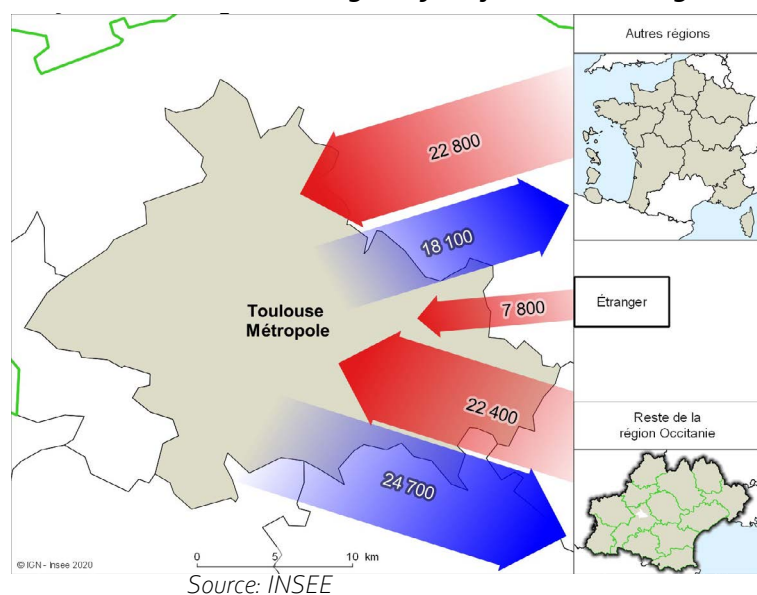 Autres régions
22 800
18 100
Toulouse
Métropole
7 800
Étranger
22 400
Reste de la
région Occitanie
24 700
0 5 10 km
© IGN - Insee 2020
Source: INSEE